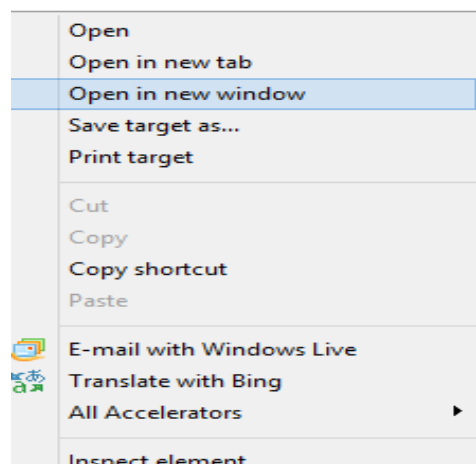 Open
Open in new tab
Open in new window
Save target as...
Print target
Cut
Copy
Copy shortcut
Paste
E-mail with Windows Live
Translate with Bing
All Accelerators
Inspect element